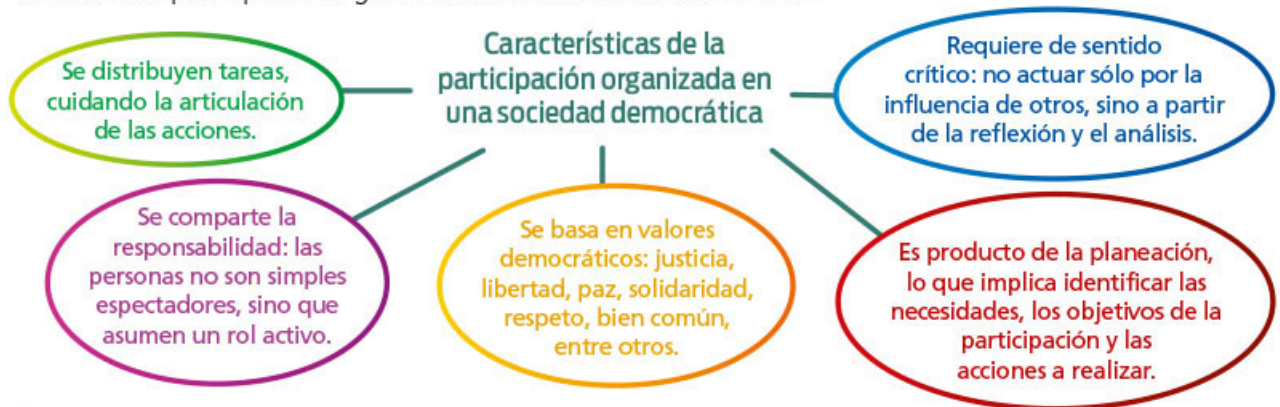 Características de la
participación organizada en
una sociedad democrática
Se distribuyen tareas,
cuidando la articulación
de las acciones.
Requiere de sentido
crítico: no actuar sólo por la
influencia de otros, sino a partir
de la reflexión y el análisis.
Se comparte la
responsabilidad: las
personas no son simples
espectadores, sino que
asumen un rol activo.
Se basa en valores
democráticos: justicia,
libertad, paz, solidaridad,
respeto, bien común,
entre otros.
Es producto de la planeación,
lo que implica identificar las
necesidades, los objetivos de la
participación y las
acciones a realizar.